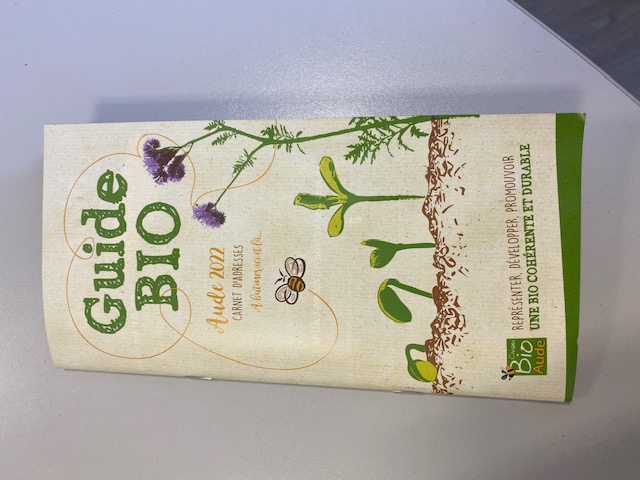 Guide
BIO
Aude 2022
CARNET D'ADRESSES
REPRÉSENTER, DÉVELOPPER, PROMOUVOIR
UNE BIO COHÉRENTE ET DURABLE
Bio
Aude